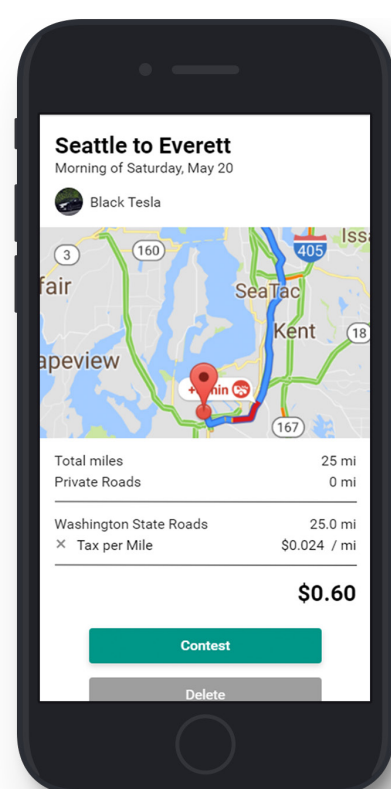 Seattle to Everett
Morning of Saturday, May 20
Black Tesla
3
160
405
Issa
fair
SeaTac
Kent
18
apeview
167
Total miles 25 mi
Private Roads 0 mi
Washington State Roads 25.0 mi
× Tax per Mile $0.024 / mi
$0.60
Contest
Delete